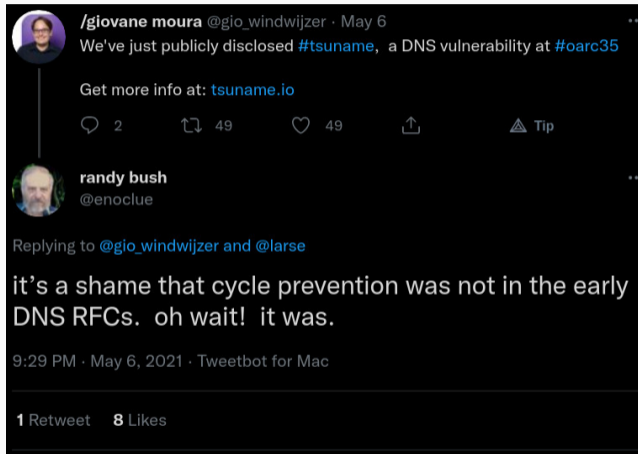 /giovane moura @gio_windwijzer · May 6
We've just publicly disclosed #tsuname, a DNS vulnerability at #oarc35
Get more info at: tsuname.io
2 49 49 Tip
randy bush
@enoclue
Replying to @gio_windwijzer and @larse
it's a shame that cycle prevention was not in the early
DNS RFCs.  oh wait!  it was.
9:29 PM · May 6, 2021 · Tweetbot for Mac
1 Retweet 8 Likes